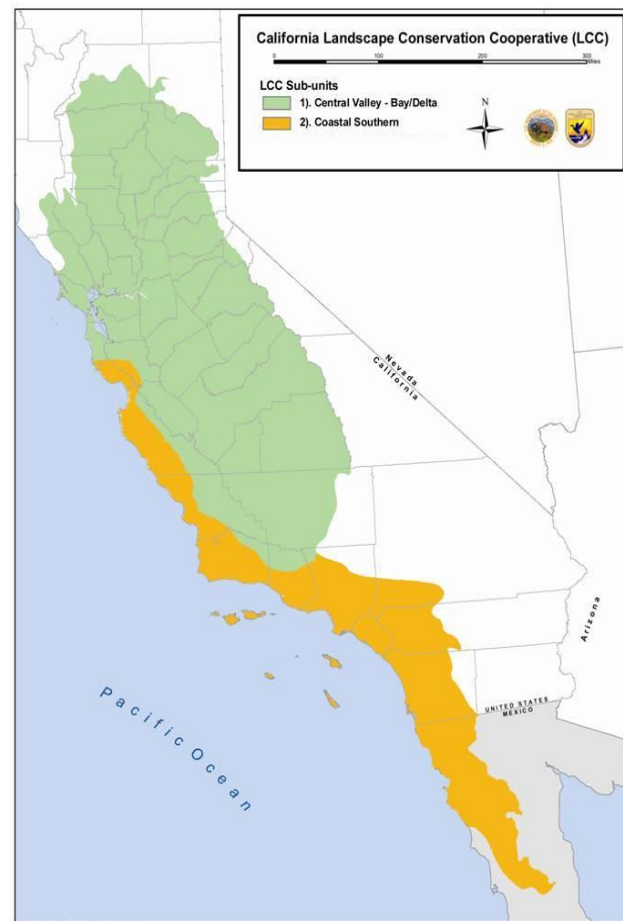 California Landscape Conservation Cooperative (LCC)
0 100 200 300
Miles
LCC Sub-units
1). Central Valley - Bay/Delta
2). Coastal Southern
N
Nevada
California
Arizona
UNITED STATES
MEXICO
Pacific Ocean